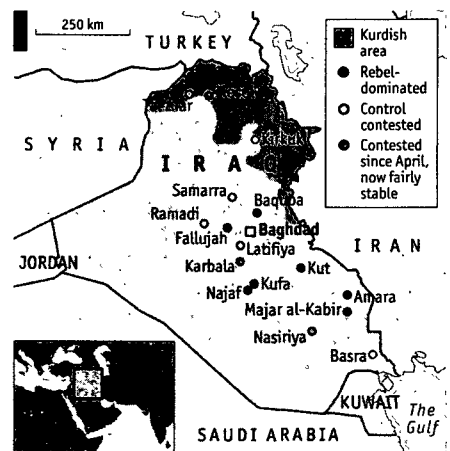 250 km
TURKEY
Kurdish
area
Rebel-
dominated
Control
contested
Contested
since April,
now fairly
stable
SYRIA
IRAQ
Samarra
Baquba
Ramadi
Baghdad
Fallujah
Latifiya
IRAN
JORDAN
Karbala
Kut
Kufa
Najaf
Amara
Majar al-Kabir
Nasiriya
Basra
KUWAIT
The
Gulf
SAUDI ARABIA